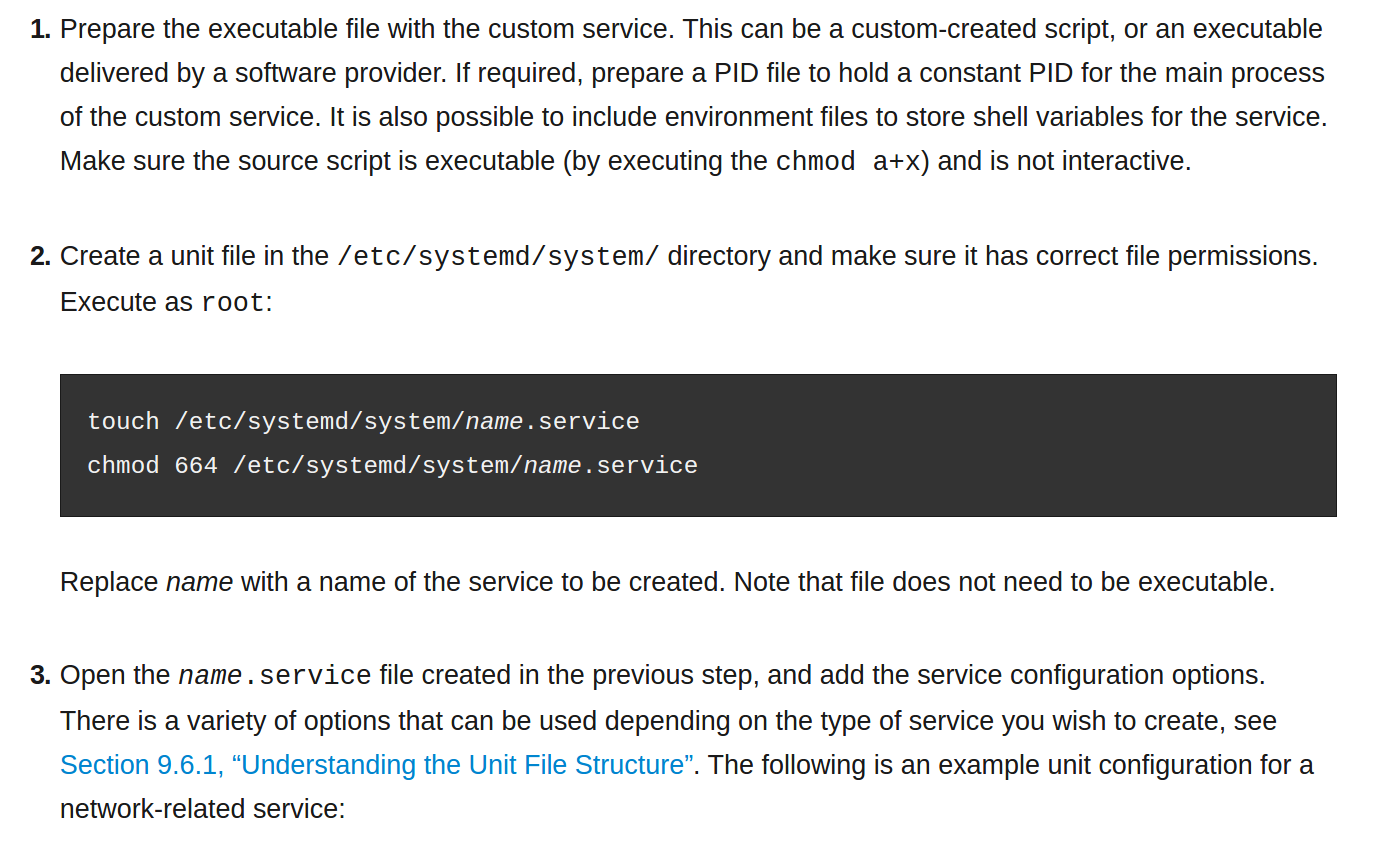 1. Prepare the executable file with the custom service. This can be a custom-created script, or an executable
delivered by a software provider. If required, prepare a PID file to hold a constant PID for the main process
of the custom service. It is also possible to include environment files to store shell variables for the service.
Make sure the source script is executable (by executing the chmod a+x) and is not interactive.
2. Create a unit file in the /etc/systemd/system/ directory and make sure it has correct file permissions.
Execute as root:
touch /etc/systemd/system/name.service
chmod 664 /etc/systemd/system/name.service
Replace name with a name of the service to be created. Note that file does not need to be executable.
3. Open the name.service file created in the previous step, and add the service configuration options.
There is a variety of options that can be used depending on the type of service you wish to create, see
Section 9.6.1, “Understanding the Unit File Structure”. The following is an example unit configuration for a
network-related service: